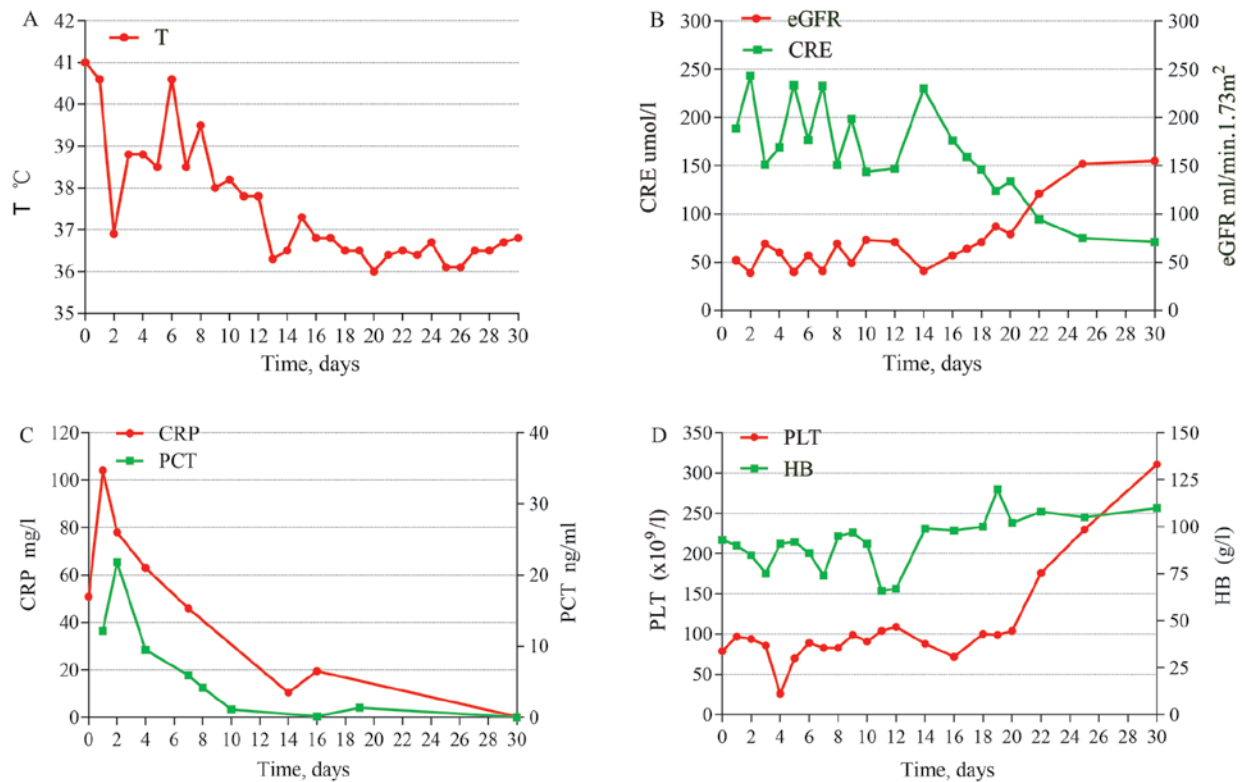 A
T
42
41
40
39
38
37
36
35
T °C
0 2 4 6 8 10 12 14 16 18 20 22 24 26 28 30
Time, days
B
eGFR
CRE
300
250
200
150
100
50
0
CRE umol/l
300
250
200
150
100
50
0
eGFR ml/min.1.73m²
0 2 4 6 8 10 12 14 16 18 20 22 24 26 28 30
Time, days
C
CRP
PCT
120
100
80
60
40
20
0
CRP mg/l
40
30
20
10
0
PCT ng/ml
0 2 4 6 8 10 12 14 16 18 20 22 24 26 28 30
Time, days
D
PLT
HB
350
300
250
200
150
100
50
0
PLT (x10⁹/l)
150
125
100
75
50
25
0
HB (g/l)
0 2 4 6 8 10 12 14 16 18 20 22 24 26 28 30
Time, days